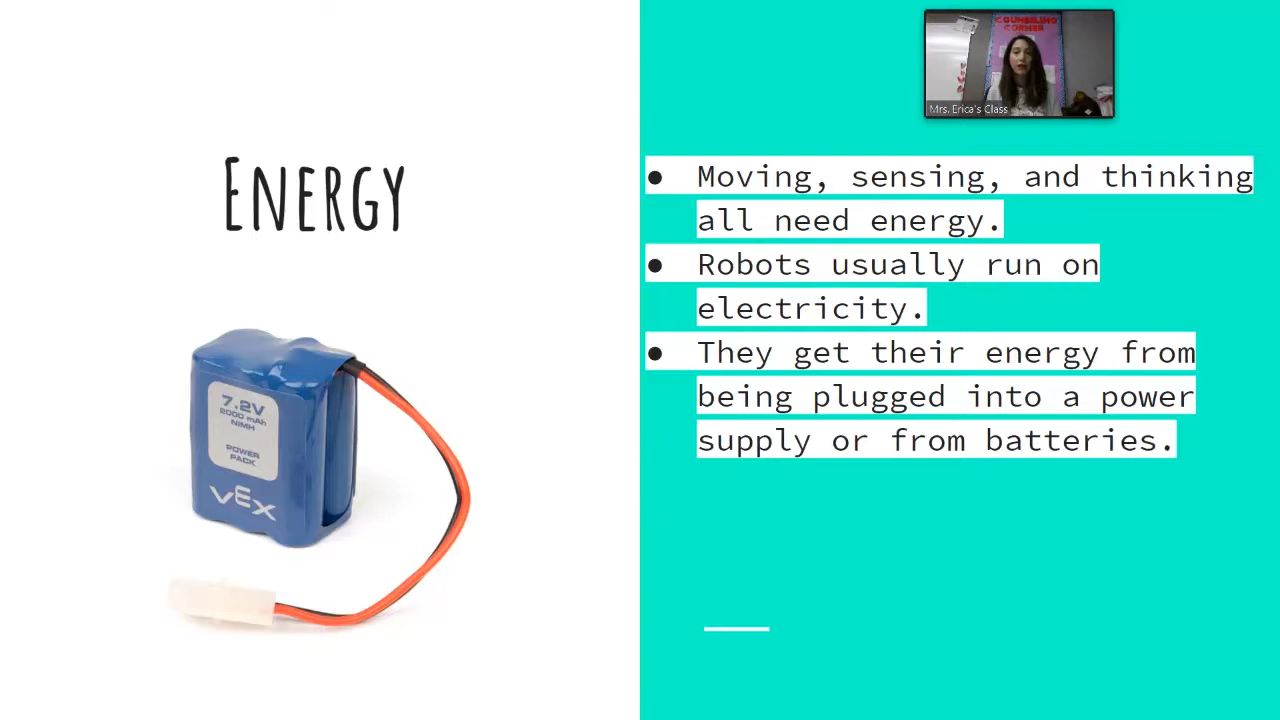 COUNSELING
CORNER
Mrs. Erica's Class
ENERGY
7.2V
2000 mAh
NiMH
POWER
PACK
VEX
● Moving, sensing, and thinking
all need energy.
● Robots usually run on
electricity.
● They get their energy from
being plugged into a power
supply or from batteries.